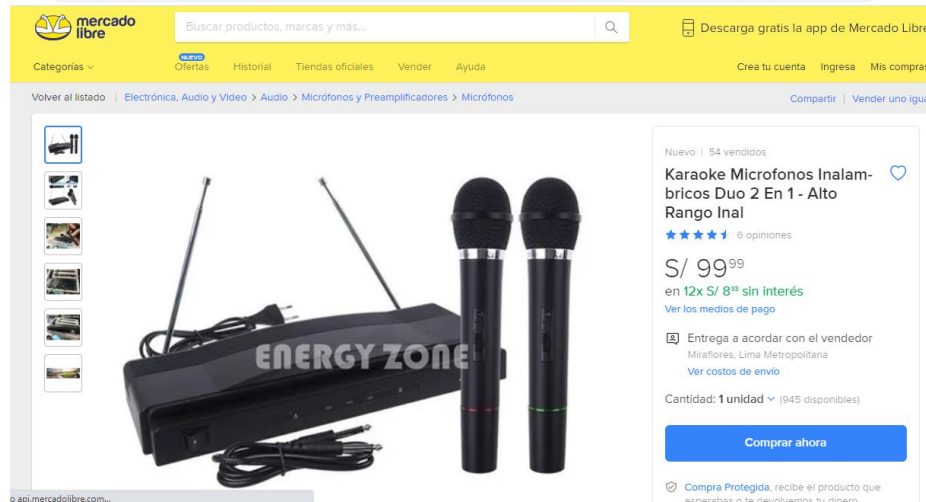 mercado
libre
Buscar productos, marcas y más...
Descarga gratis la app de Mercado Libre
Categorías
NUEVO
Ofertas
Historial
Tiendas oficiales
Vender
Ayuda
Crea tu cuenta
Ingresa
Mis compras
Volver al listado | Electrónica, Audio y Video > Audio > Micrófonos y Preamplificadores > Micrófonos
Compartir | Vender uno igua
Nuevo | 54 vendidos
Karaoke Microfonos Inalam-
bricos Duo 2 En 1 - Alto
Rango Inal
6 opiniones
S/ 99⁹⁹
en 12x S/ 8³³ sin interés
Ver los medios de pago
Entrega a acordar con el vendedor
Miraflores, Lima Metropolitana
Ver costos de envío
Cantidad: 1 unidad (945 disponibles)
Comprar ahora
Compra Protegida, recibe el producto que
esperabas o te devolvemos tu dinero
ENERGY ZONE
A
B
o api.mercadolibre.com...